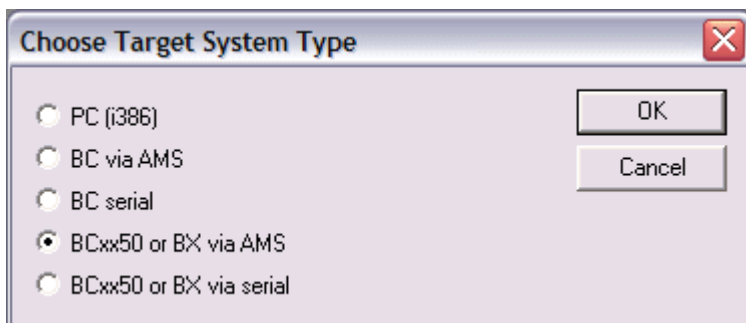 Choose Target System Type
PC (i386)
OK
BC via AMS
Cancel
BC serial
BCxx50 or BX via AMS
BCxx50 or BX via serial